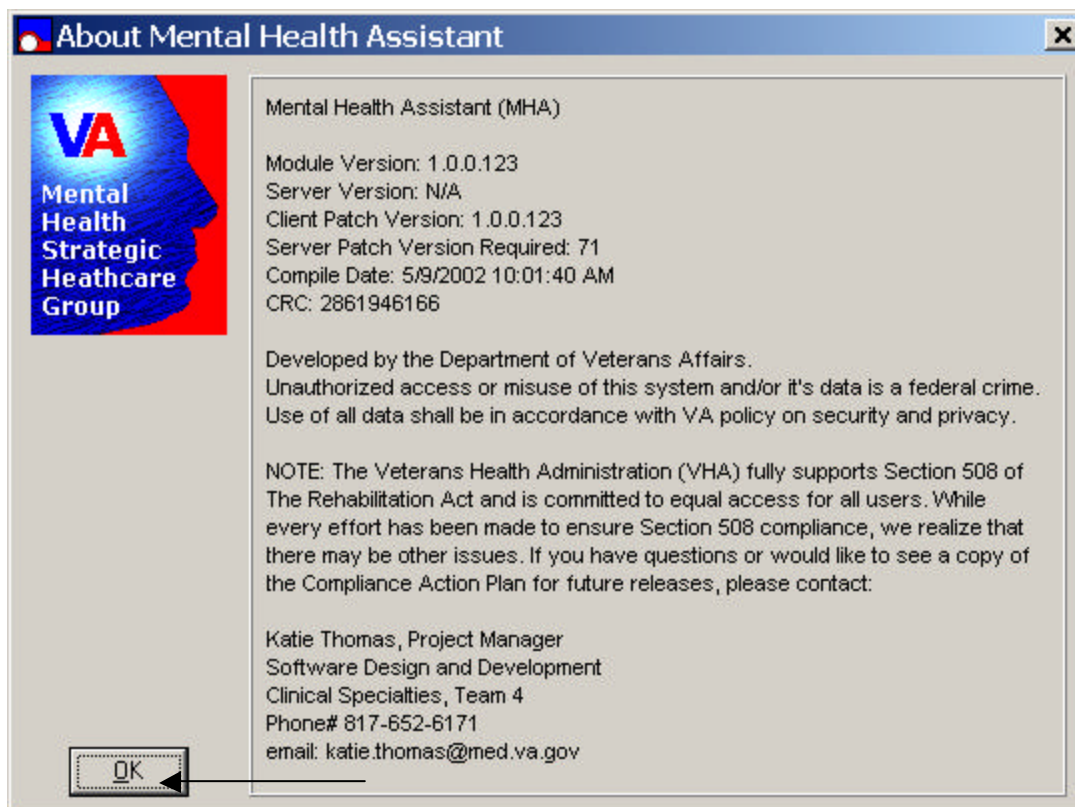 About Mental Health Assistant
VA
Mental
Health
Strategic
Heathcare
Group
Mental Health Assistant (MHA)
Module Version: 1.0.0.123
Server Version: N/A
Client Patch Version: 1.0.0.123
Server Patch Version Required: 71
Compile Date: 5/9/2002 10:01:40 AM
CRC: 2861946166
Developed by the Department of Veterans Affairs.
Unauthorized access or misuse of this system and/or it's data is a federal crime.
Use of all data shall be in accordance with VA policy on security and privacy.
NOTE: The Veterans Health Administration (VHA) fully supports Section 508 of
The Rehabilitation Act and is committed to equal access for all users. While
every effort has been made to ensure Section 508 compliance, we realize that
there may be other issues. If you have questions or would like to see a copy of
the Compliance Action Plan for future releases, please contact:
Katie Thomas, Project Manager
Software Design and Development
Clinical Specialties, Team 4
Phone# 817-652-6171
email: katie.thomas@med.va.gov
OK